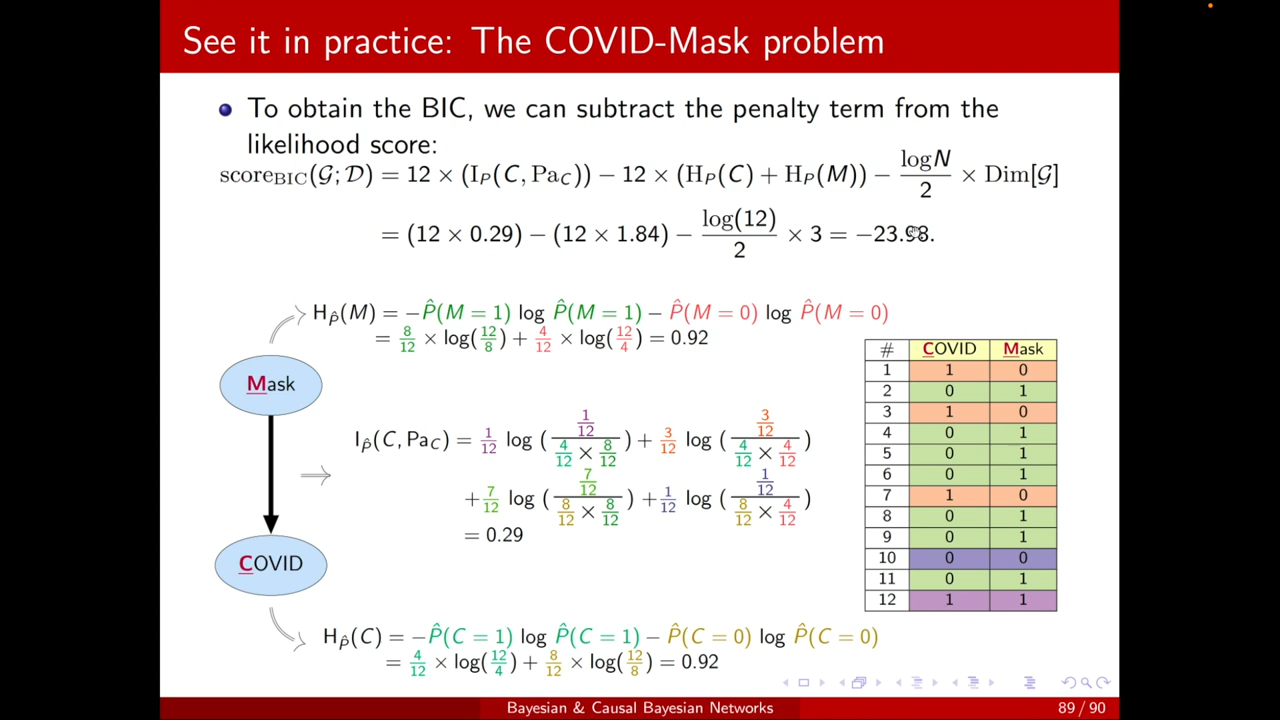 See it in practice: The COVID-Mask problem
To obtain the BIC, we can subtract the penalty term from the
likelihood score:
score_BIC(𝒢; 𝒟) = 12 × (I_P(C, Pa_C)) − 12 × (H_P(C) + H_P(M)) − logN/2 × Dim[𝒢]
= (12 × 0.29) − (12 × 1.84) − log(12)/2 × 3 = −23.98.
H_P̂(M) = −P̂(M = 1) log P̂(M = 1) − P̂(M = 0) log P̂(M = 0)
= 8/12 × log(12/8) + 4/12 × log(12/4) = 0.92
Mask
I_P̂(C, Pa_C) = 1/12 log ( (1/12)/(4/12 × 8/12) ) + 3/12 log ( (3/12)/(4/12 × 4/12) )
+ 7/12 log ( (7/12)/(8/12 × 8/12) ) + 1/12 log ( (1/12)/(8/12 × 4/12) )
= 0.29
COVID
H_P̂(C) = −P̂(C = 1) log P̂(C = 1) − P̂(C = 0) log P̂(C = 0)
= 4/12 × log(12/4) + 8/12 × log(12/8) = 0.92
# COVID Mask
1 1 0
2 0 1
3 1 0
4 0 1
5 0 1
6 0 1
7 1 0
8 0 1
9 0 1
10 0 0
11 0 1
12 1 1
Bayesian & Causal Bayesian Networks
89 / 90